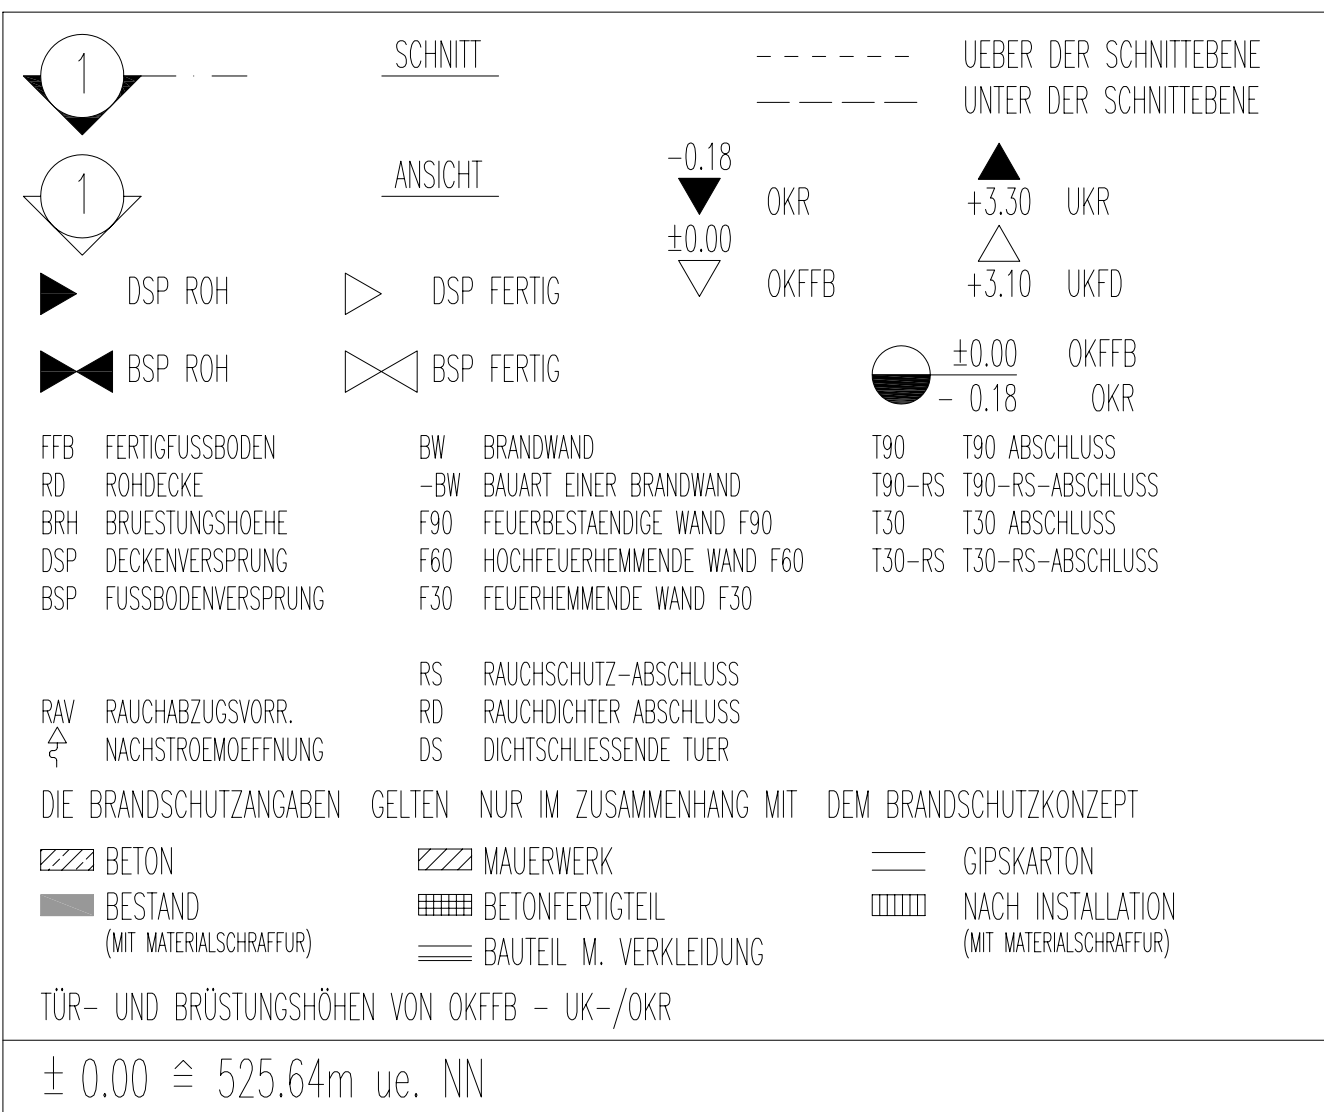 1 SCHNITT UEBER DER SCHNITTEBENE
UNTER DER SCHNITTEBENE
1 ANSICHT
-0.18 OKR
±0.00 OKFFB
+3.30 UKR
+3.10 UKFD
DSP ROH DSP FERTIG
BSP ROH BSP FERTIG
±0.00 OKFFB
- 0.18 OKR
FFB FERTIGFUSSBODEN
RD ROHDECKE
BRH BRUESTUNGSHOEHE
DSP DECKENVERSPRUNG
BSP FUSSBODENVERSPRUNG
RAV RAUCHABZUGSVORR.
NACHSTROEMOEFFNUNG
BW BRANDWAND
-BW BAUART EINER BRANDWAND
F90 FEUERBESTAENDIGE WAND F90
F60 HOCHFEUERHEMMENDE WAND F60
F30 FEUERHEMMENDE WAND F30
RS RAUCHSCHUTZ-ABSCHLUSS
RD RAUCHDICHTER ABSCHLUSS
DS DICHTSCHLIESSENDE TUER
T90 T90 ABSCHLUSS
T90-RS T90-RS-ABSCHLUSS
T30 T30 ABSCHLUSS
T30-RS T30-RS-ABSCHLUSS
DIE BRANDSCHUTZANGABEN GELTEN NUR IM ZUSAMMENHANG MIT DEM BRANDSCHUTZKONZEPT
BETON
BESTAND
(MIT MATERIALSCHRAFFUR)
MAUERWERK
BETONFERTIGTEIL
BAUTEIL M. VERKLEIDUNG
GIPSKARTON
NACH INSTALLATION
(MIT MATERIALSCHRAFFUR)
TÜR- UND BRÜSTUNGSHÖHEN VON OKFFB - UK-/OKR
± 0.00 ≙ 525.64m ue. NN